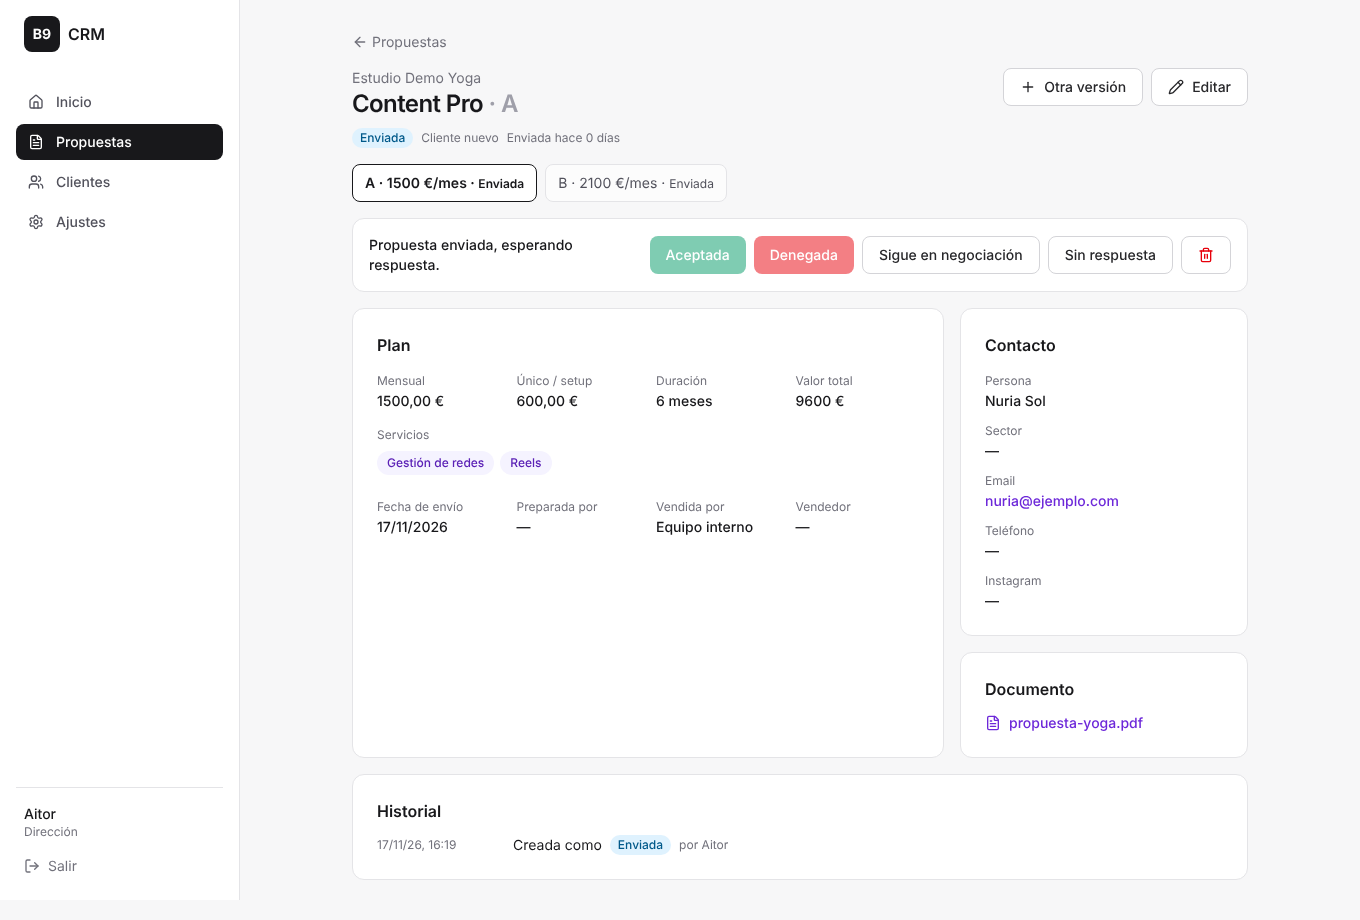 B9 CRM
Inicio
Propuestas
Clientes
Ajustes
Aitor
Dirección
Salir
Propuestas
Estudio Demo Yoga
Content Pro · A
Enviada Cliente nuevo Enviada hace 0 días
Otra versión
Editar
A · 1500 €/mes · Enviada
B · 2100 €/mes · Enviada
Propuesta enviada, esperando
respuesta.
Aceptada
Denegada
Sigue en negociación
Sin respuesta
Plan
Mensual Único / setup Duración Valor total
1500,00 € 600,00 € 6 meses 9600 €
Servicios
Gestión de redes Reels
Fecha de envío Preparada por Vendida por Vendedor
17/11/2026 — Equipo interno —
Contacto
Persona
Nuria Sol
Sector
—
Email
nuria@ejemplo.com
Teléfono
—
Instagram
—
Documento
propuesta-yoga.pdf
Historial
17/11/26, 16:19 Creada como Enviada por Aitor